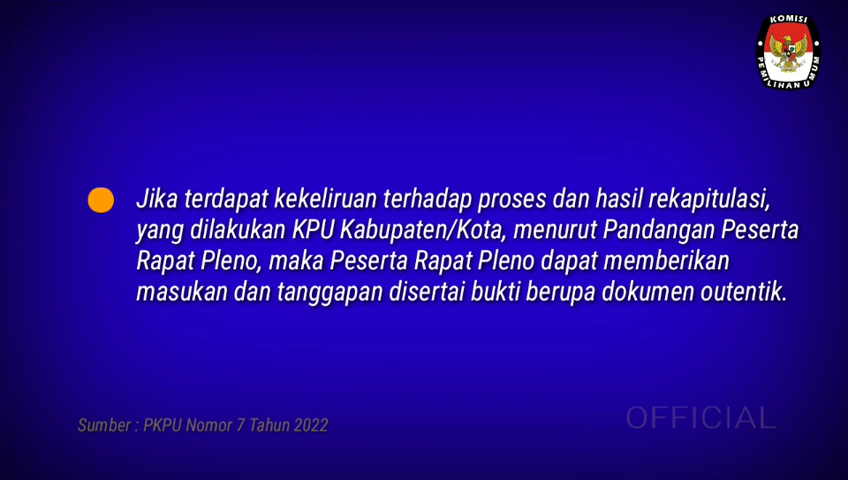 KOMISI
PEMILIHAN UMUM
Jika terdapat kekeliruan terhadap proses dan hasil rekapitulasi,
yang dilakukan KPU Kabupaten/Kota, menurut Pandangan Peserta
Rapat Pleno, maka Peserta Rapat Pleno dapat memberikan
masukan dan tanggapan disertai bukti berupa dokumen outentik.
Sumber : PKPU Nomor 7 Tahun 2022
OFFICIAL